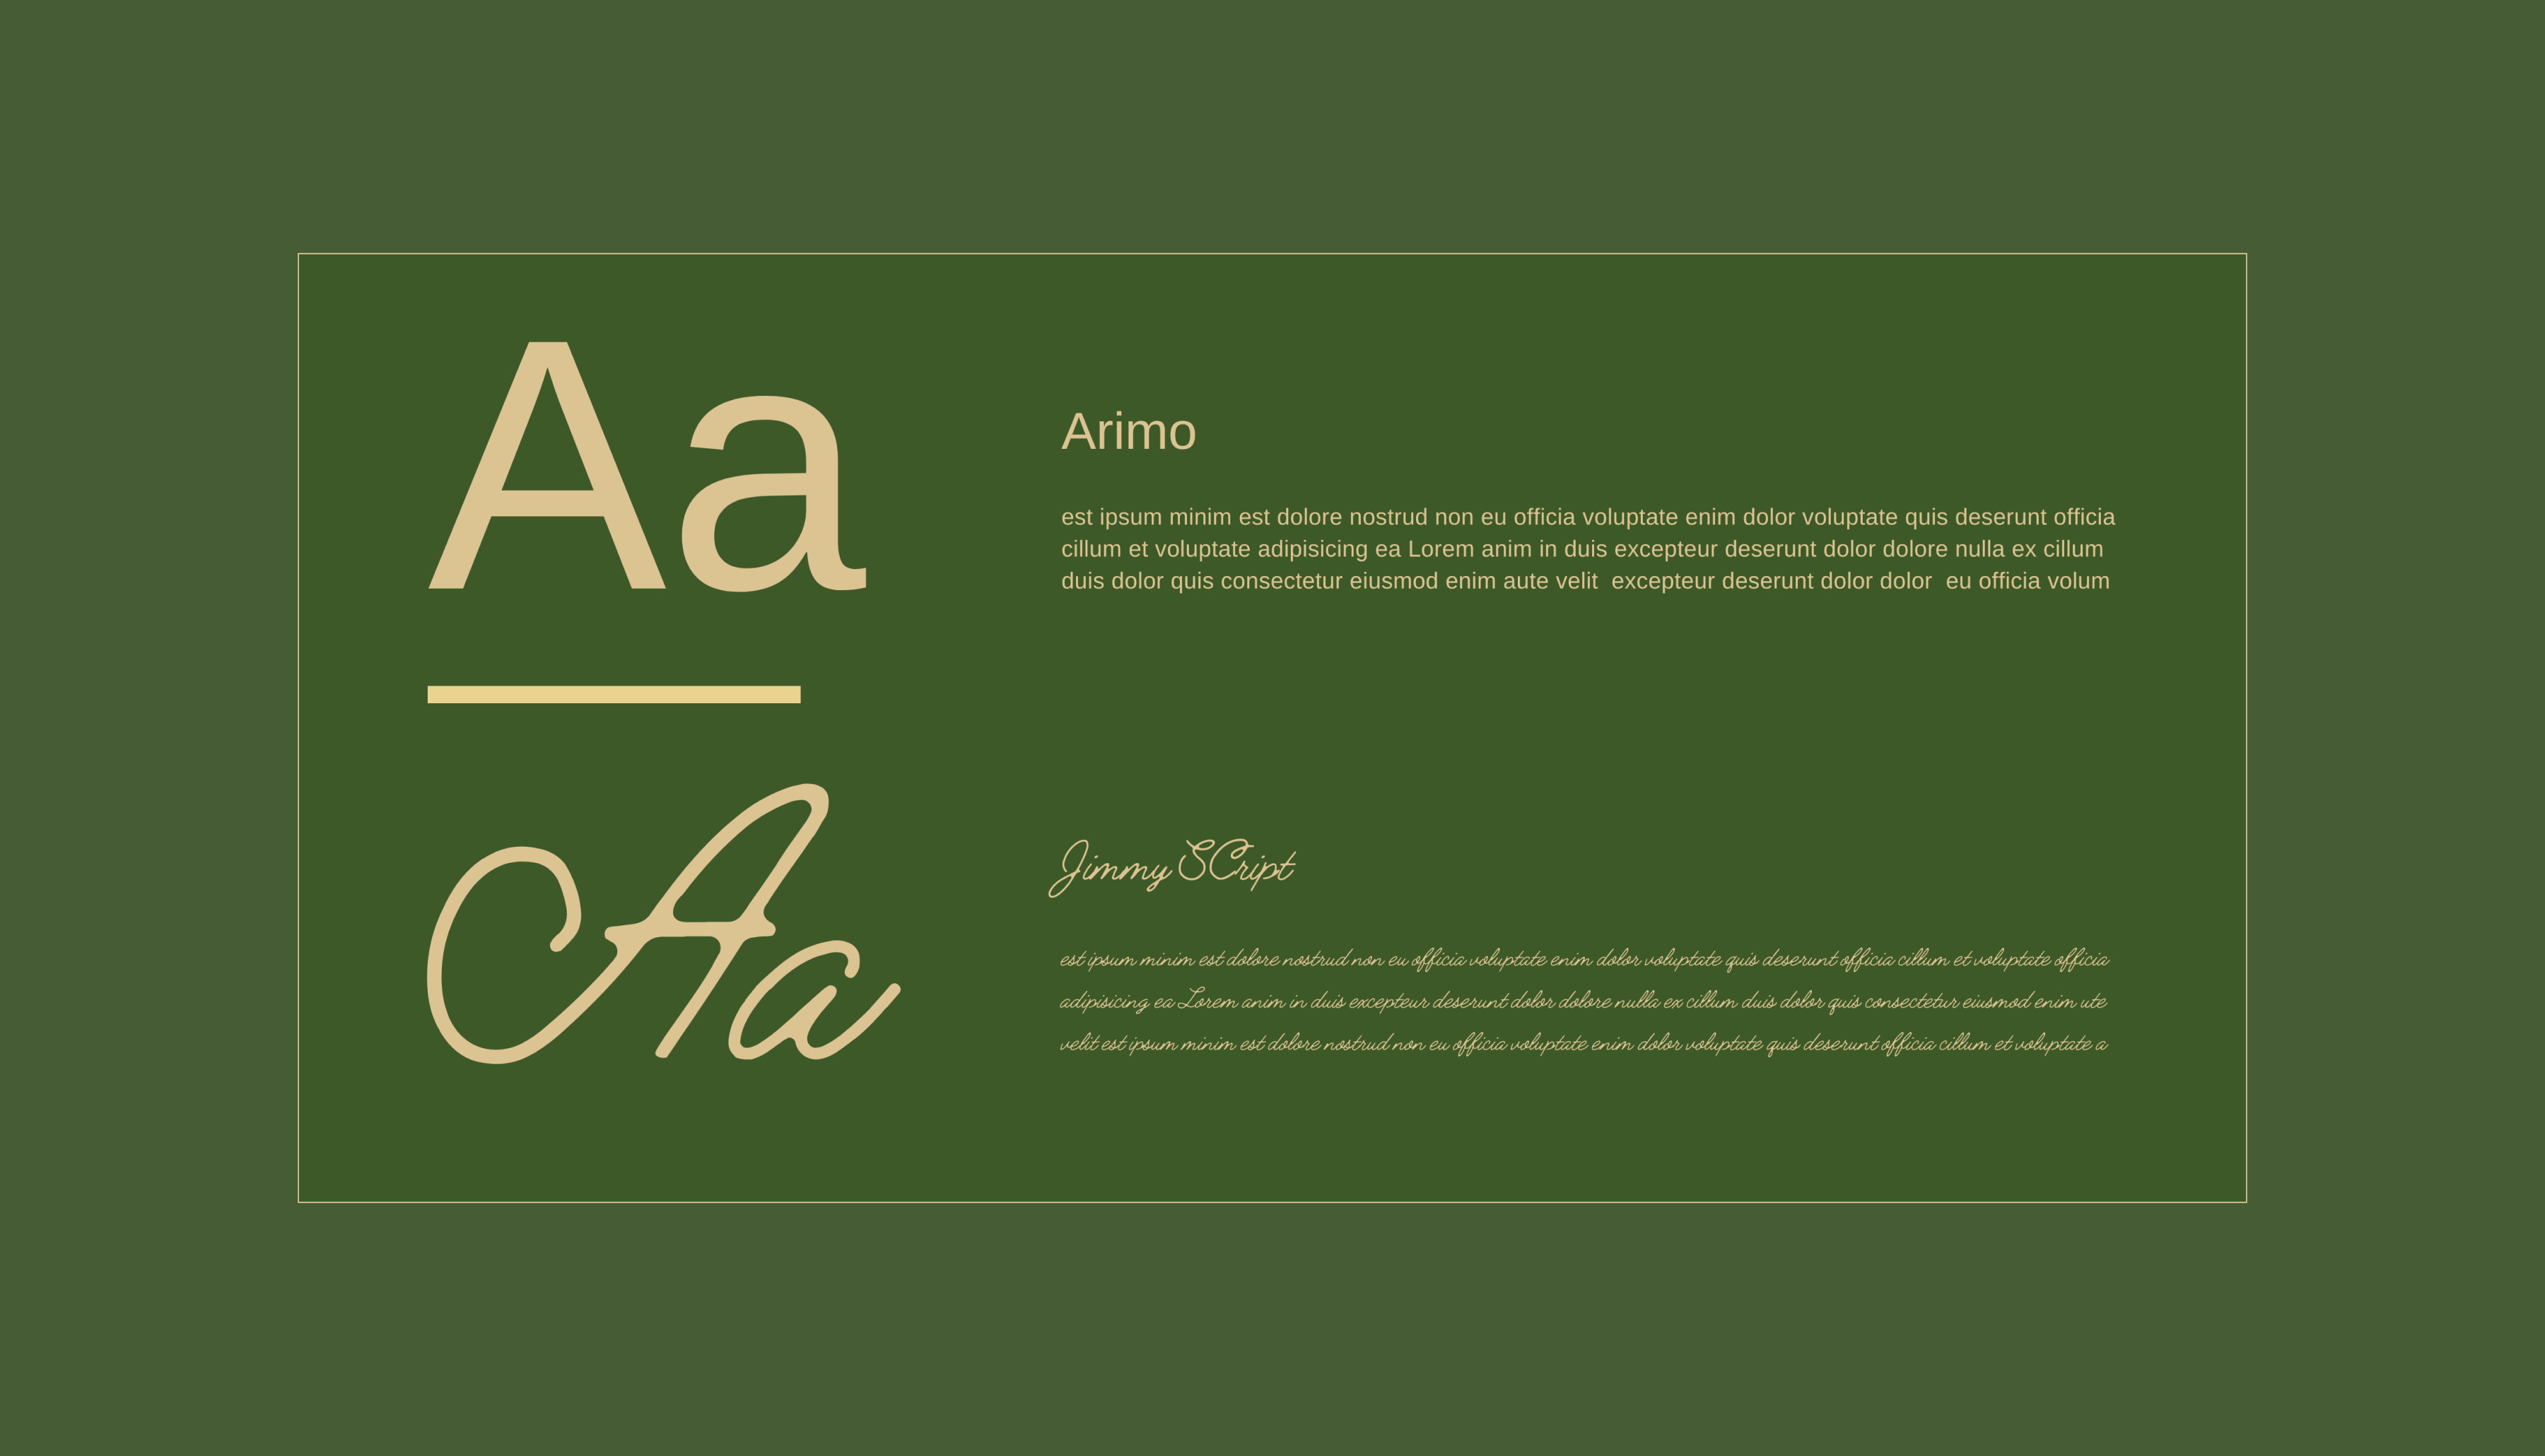 Aa
Arimo
est ipsum minim est dolore nostrud non eu officia voluptate enim dolor voluptate quis deserunt officia
cillum et voluptate adipisicing ea Lorem anim in duis excepteur deserunt dolor dolore nulla ex cillum
duis dolor quis consectetur eiusmod enim aute velit  excepteur deserunt dolor dolor  eu officia volum
Aa
Jimmy SCript
est ipsum minim est dolore nostrud non eu officia voluptate enim dolor voluptate quis deserunt officia cillum et voluptate officia
adipisicing ea Lorem anim in duis excepteur deserunt dolor dolore nulla ex cillum duis dolor quis consectetur eiusmod enim ute
velit est ipsum minim est dolore nostrud non eu officia voluptate enim dolor voluptate quis deserunt officia cillum et voluptate a